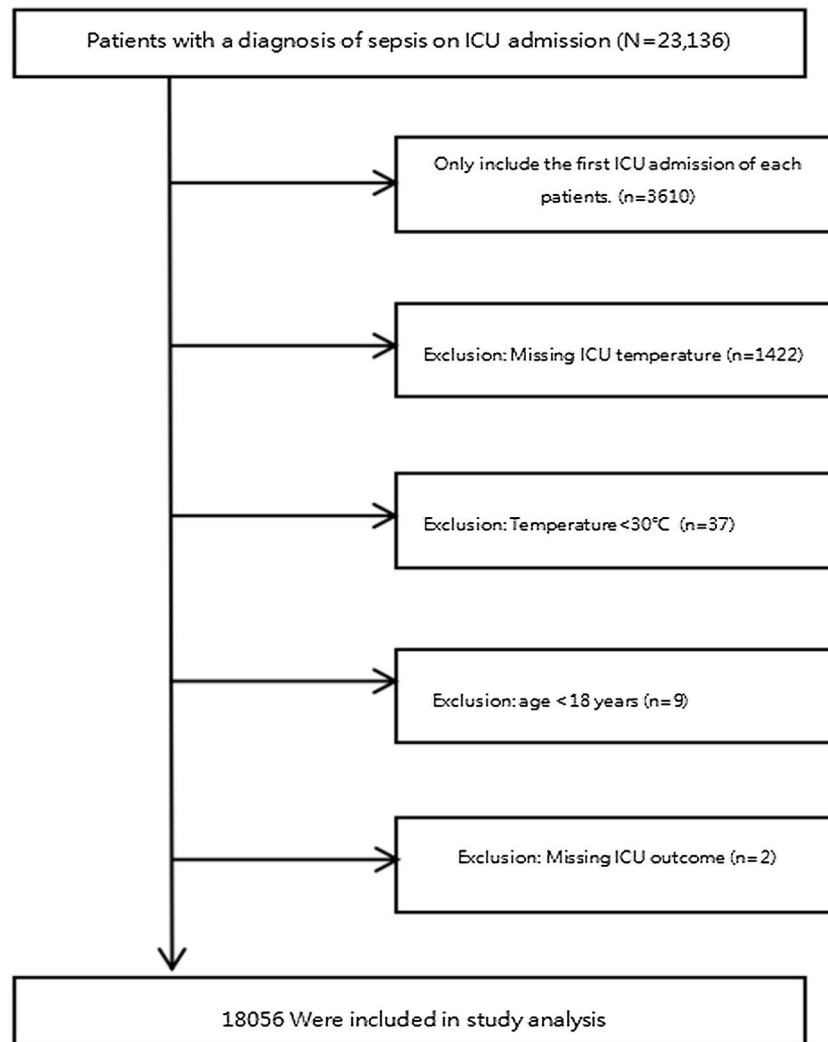 Patients with a diagnosis of sepsis on ICU admission (N=23,136)
Only include the first ICU admission of each
patients. (n=3610)
Exclusion: Missing ICU temperature (n=1422)
Exclusion: Temperature <30℃ (n=37)
Exclusion: age <18 years (n=9)
Exclusion: Missing ICU outcome (n=2)
18056 Were included in study analysis